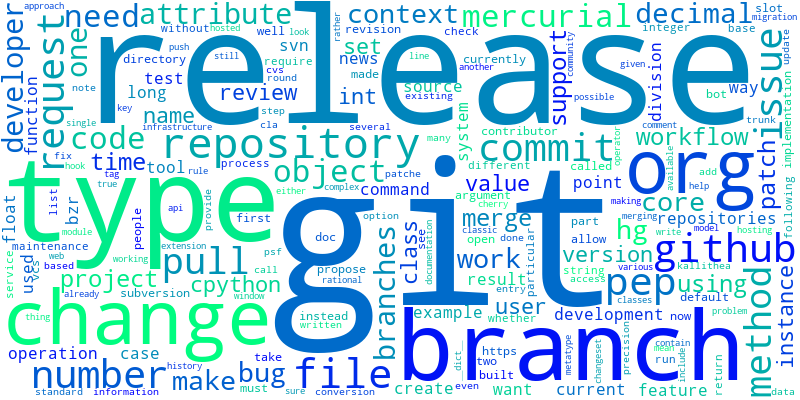 approach
developer
request
need
attribute
release
context
mercurial
decimal
slot
migration
push
hosted
still
look
rather
without
well
revision
check
integer
base
directory
svn
require
set
news
currently
update
note
cvs
made
line
another
community
given
possible
function
one
test
round
support
division
way
issue
key
long
review
int
source
existing
bot
single
name
step
infrastructure
cla
several
many
system
contributor
operator
comment
trunk
code
repository
commit
workflow
implementation
following
fix
hook
time
tool
process
object
patche
different
called
org
patch
tag
rule
true
type
git
command
value
argument
point
available
add
core
help
list
bzr
api
either
complex
provide
first
option
merge
cherry
making
repositories
float
people
module
maintenance
doc
class
classic
part
hg
merging
write
model
hosting
cs
web
extension
psf
pull
branches
see
open
done
allow
version
github
service
used
based
working
propose
call
documentation
work
particular
string
various
kallithea
already
subversion
project
cpython
window
rational
result
entry
access
classes
pep
using
method
instance
thing
change
instead
written
example
user
whether
development
now
default
problem
branch
operation
case
take
file
dict
https
two
metatype
changeset
precision
contain
mean
include
run
return
number
make
bug
history
must
sure
conversion
create
even
built
want
current
feature
data
standard
information